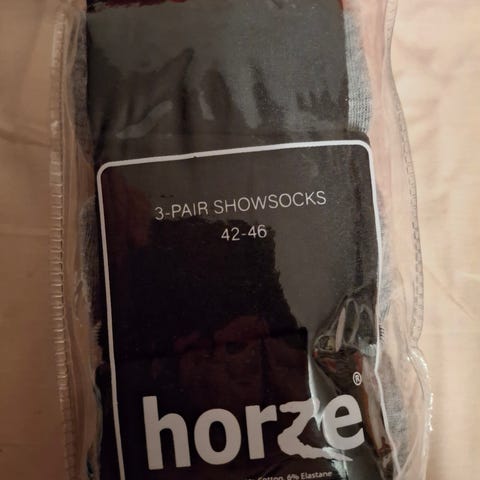 3-PAIR SHOWSOCKS
42-46
horze®
Cotton, 6% Elastane